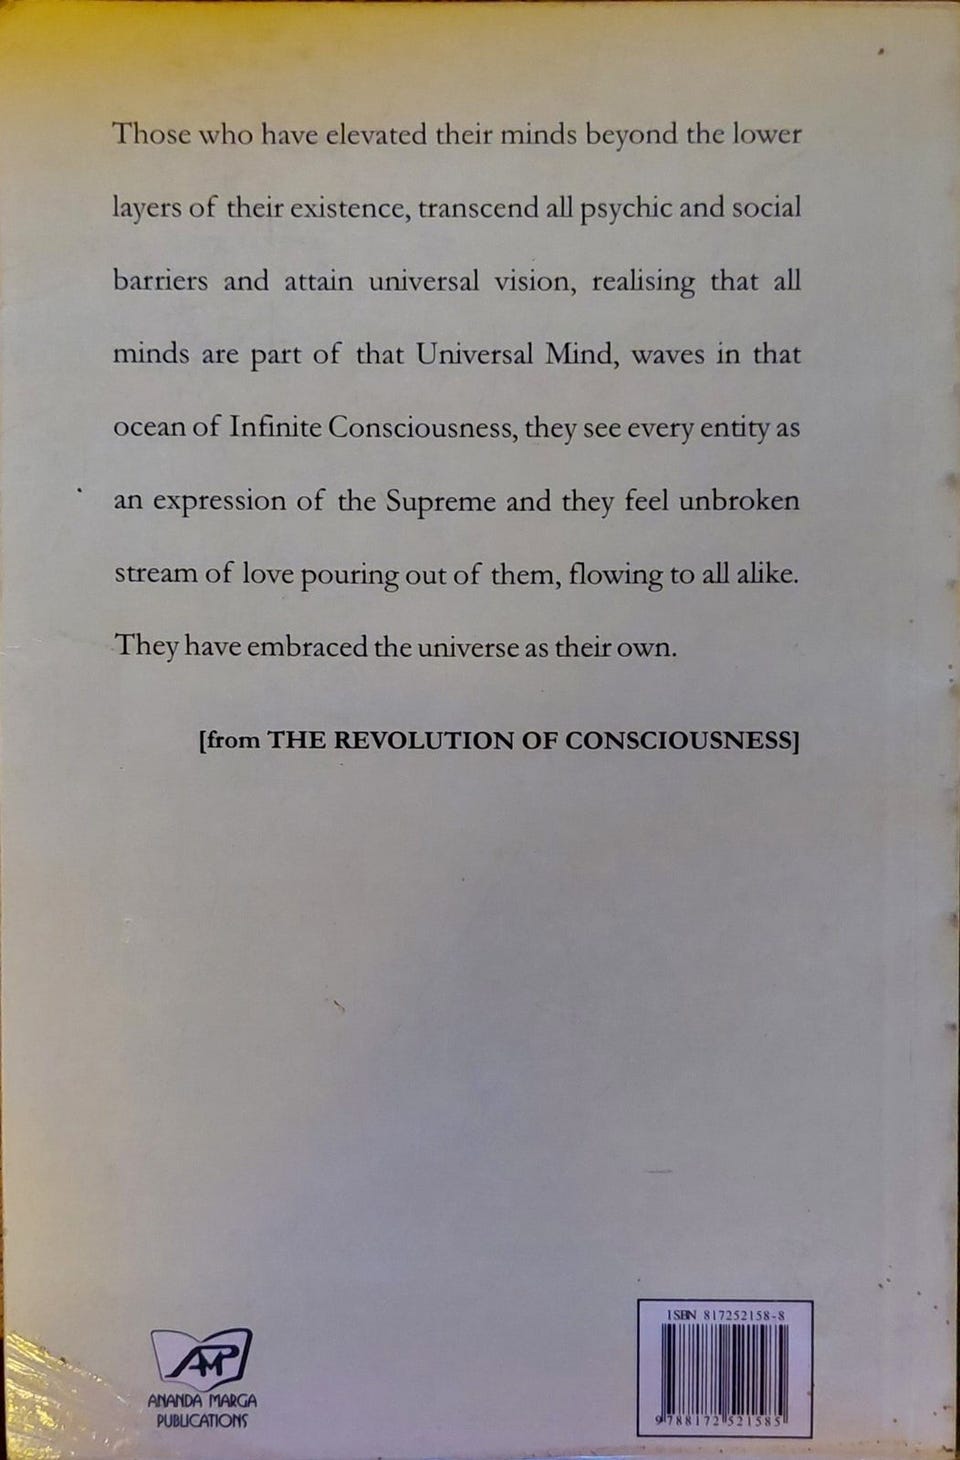 Those who have elevated their minds beyond the lower
layers of their existence, transcend all psychic and social
barriers and attain universal vision, realising that all
minds are part of that Universal Mind, waves in that
ocean of Infinite Consciousness, they see every entity as
an expression of the Supreme and they feel unbroken
stream of love pouring out of them, flowing to all alike.
They have embraced the universe as their own.
[from THE REVOLUTION OF CONSCIOUSNESS]
AMP
ANANDA MARGA
PUBLICATIONS
ISBN 817252158-8
9788172521585